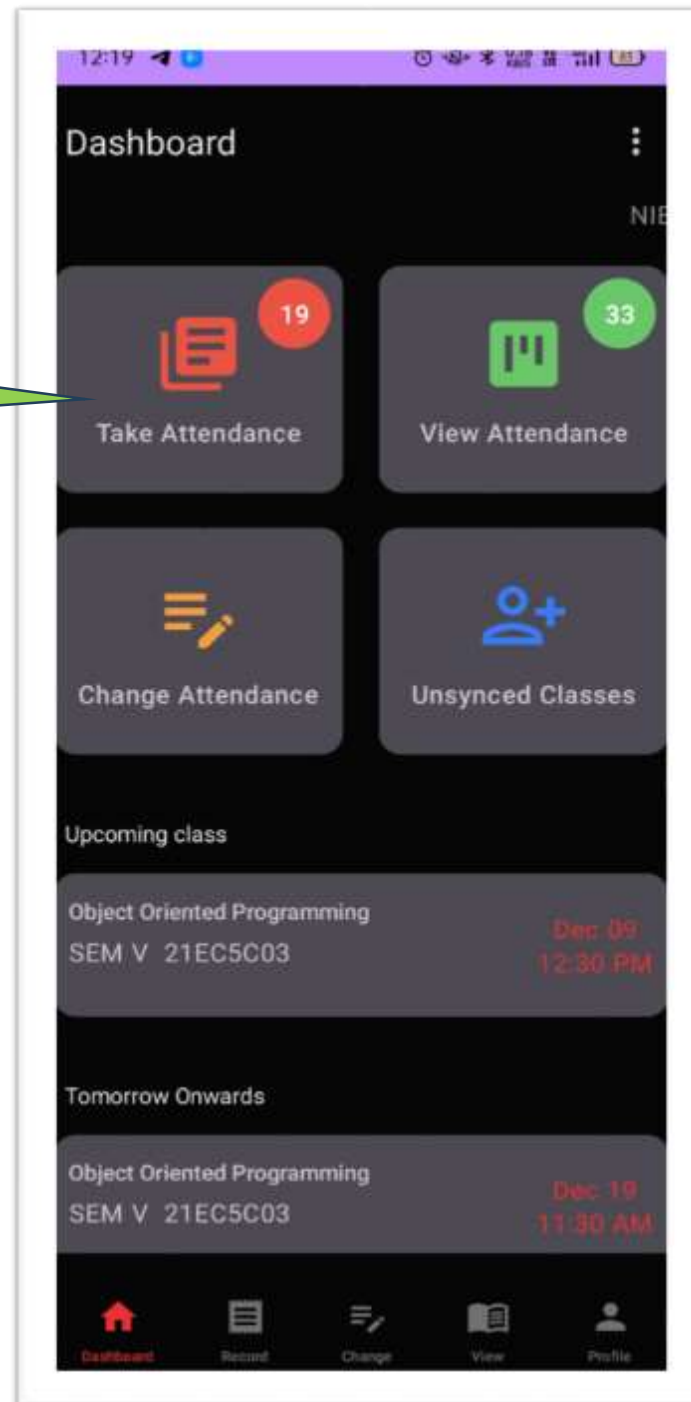 12:19
Dashboard
NIE
19
33
Take Attendance
View Attendance
Change Attendance
Unsynced Classes
Upcoming class
Object Oriented Programming
Dec 09
SEM V 21EC5C03
12:30 PM
Tomorrow Onwards
Object Oriented Programming
Dec 19
SEM V 21EC5C03
11:30 AM
Dashboard
Record
Change
View
Profile